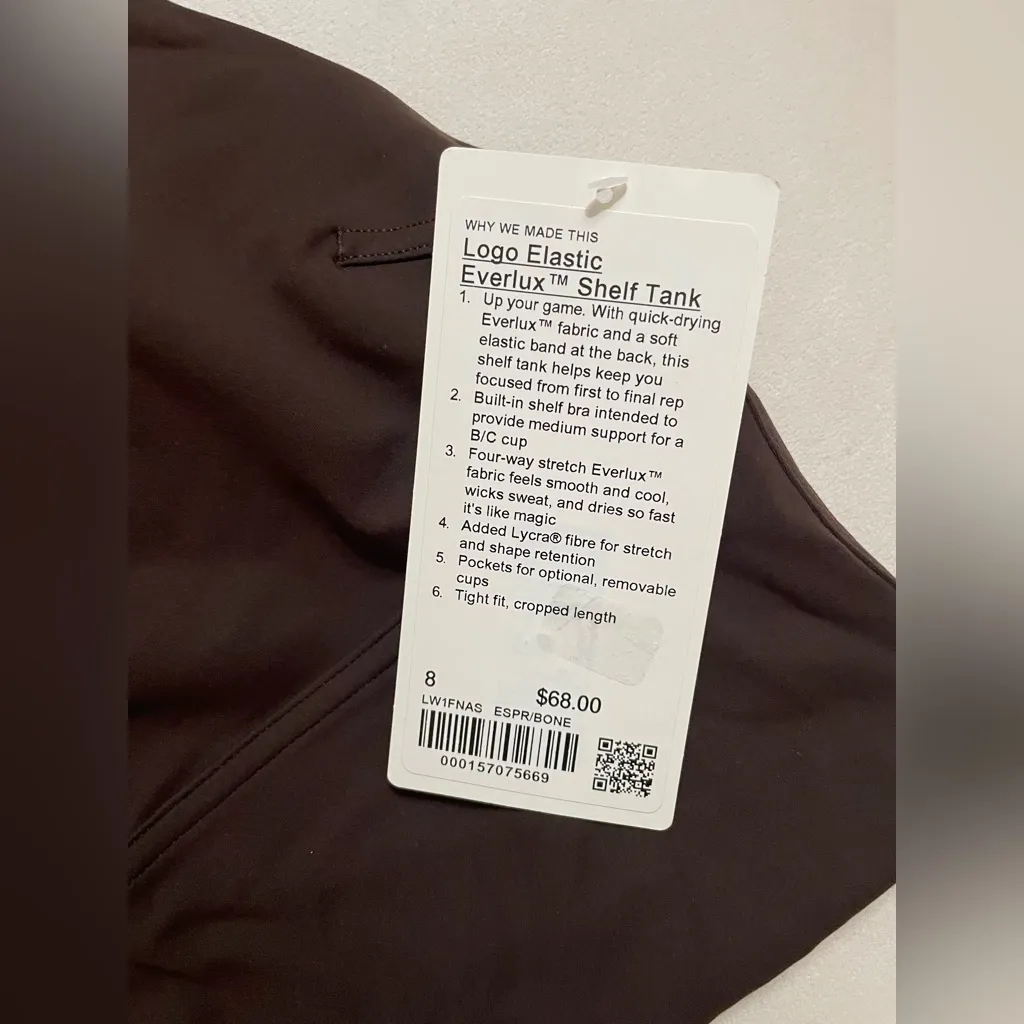 WHY WE MADE THIS
Logo Elastic
Everlux™ Shelf Tank
1. Up your game. With quick-drying
Everlux™ fabric and a soft
elastic band at the back, this
shelf tank helps keep you
focused from first to final rep
2. Built-in shelf bra intended to
provide medium support for a
B/C cup
3. Four-way stretch Everlux™
fabric feels smooth and cool,
wicks sweat, and dries so fast
it's like magic
4. Added Lycra® fibre for stretch
and shape retention
5. Pockets for optional, removable
cups
6. Tight fit, cropped length
8 $68.00
LW1FNAS ESPR/BONE
000157075669